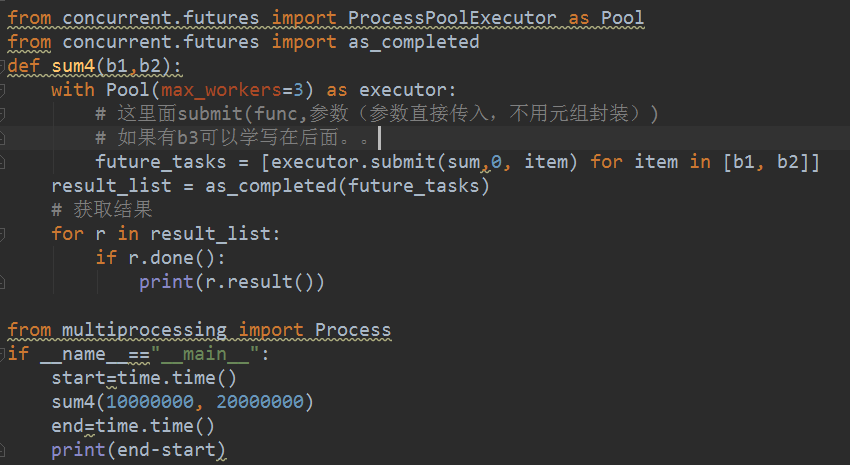 from concurrent.futures import ProcessPoolExecutor as Pool
from concurrent.futures import as_completed
def sum4(b1,b2):
    with Pool(max_workers=3) as executor:
        # 这里面submit(func,参数（参数直接传入，不用元组封装）)
        # 如果有b3可以学写在后面。。
        future_tasks = [executor.submit(sum,0, item) for item in [b1, b2]]
    result_list = as_completed(future_tasks)
    # 获取结果
    for r in result_list:
        if r.done():
            print(r.result())
from multiprocessing import Process
if __name__=="__main__":
    start=time.time()
    sum4(10000000, 20000000)
    end=time.time()
    print(end-start)